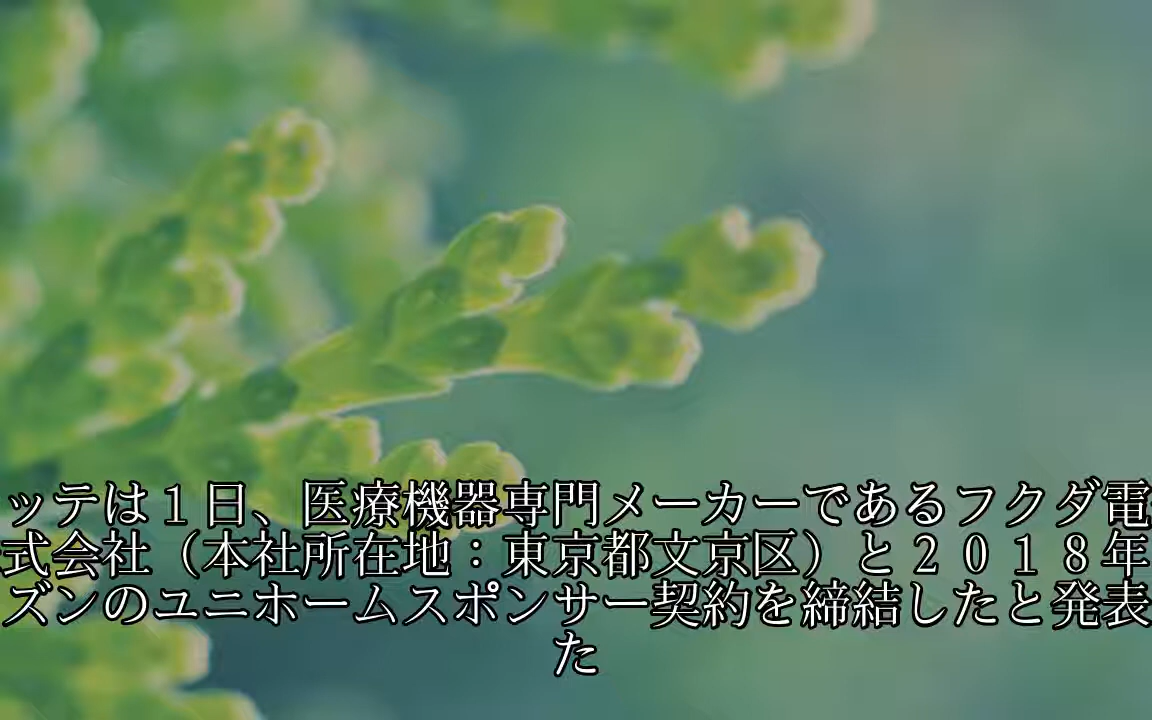 ッテは１日、医療機器専門メーカーであるフクダ電
式会社（本社所在地：東京都文京区）と２０１８年
ズンのユニホームスポンサー契約を締結したと発表
た